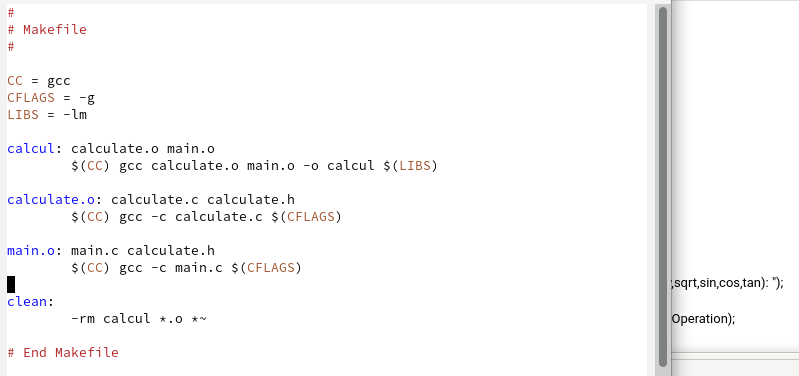 #
# Makefile
#
CC = gcc
CFLAGS = -g
LIBS = -lm
calcul: calculate.o main.o
$(CC) gcc calculate.o main.o -o calcul $(LIBS)
calculate.o: calculate.c calculate.h
$(CC) gcc -c calculate.c $(CFLAGS)
main.o: main.c calculate.h
$(CC) gcc -c main.c $(CFLAGS)
clean:
-rm calcul *.o *~
# End Makefile
,sqrt,sin,cos,tan): ");
Operation);